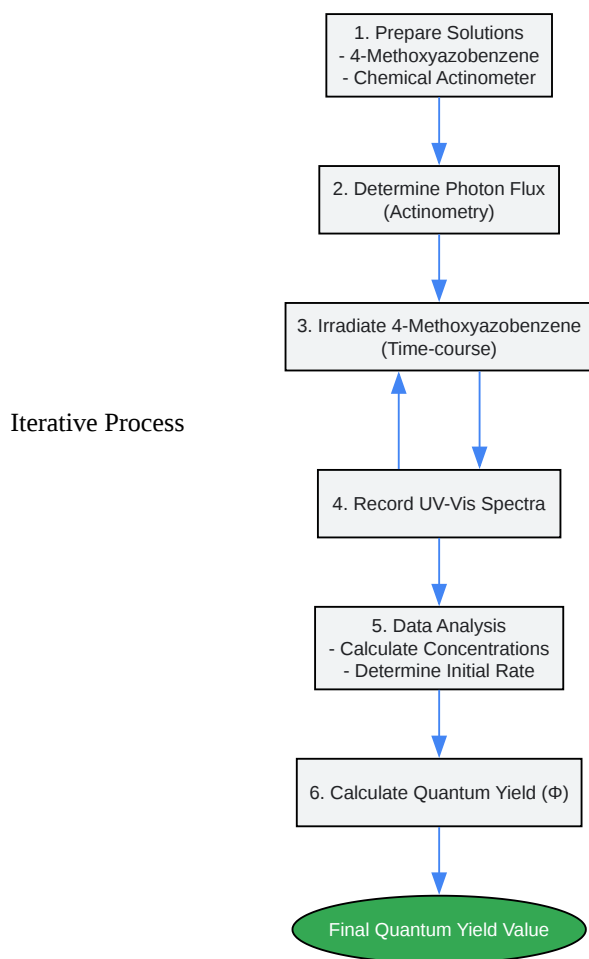 1. Prepare Solutions
- 4-Methoxyazobenzene
- Chemical Actinometer
2. Determine Photon Flux
(Actinometry)
3. Irradiate 4-Methoxyazobenzene
(Time-course)
Iterative Process
4. Record UV-Vis Spectra
5. Data Analysis
- Calculate Concentrations
- Determine Initial Rate
6. Calculate Quantum Yield (Φ)
Final Quantum Yield Value